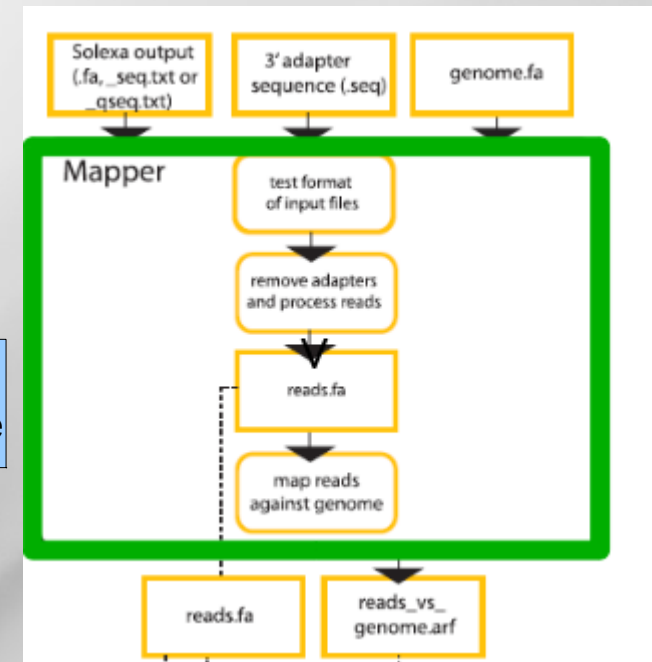 Solexa output
(.fa, _seq.txt or
_qseq.txt)
3' adapter
sequence (.seq)
genome.fa
Mapper
test format
of input files
remove adapters
and process reads
reads.fa
map reads
against genome
reads.fa
reads_vs_
genome.arf